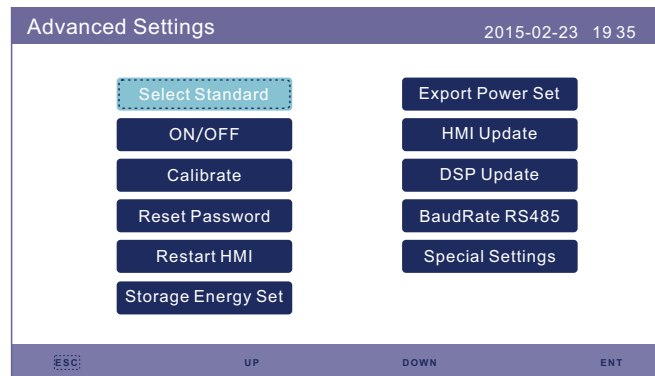 Advanced Settings 2015-02-23 19 35
Select Standard
ON/OFF
Calibrate
Reset Password
Restart HMI
Storage Energy Set
Export Power Set
HMI Update
DSP Update
BaudRate RS485
Special Settings
ESC UP DOWN ENT